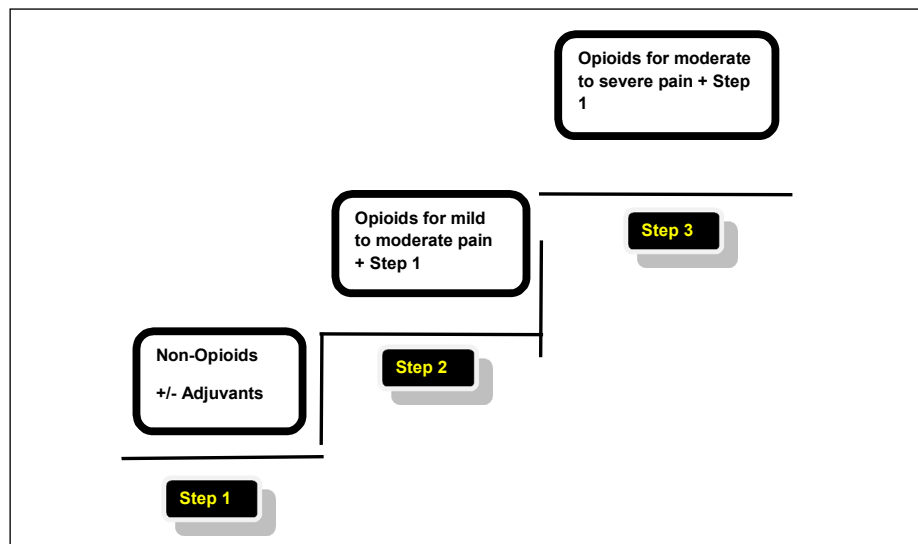 Opioids for moderate
to severe pain + Step
1
Step 3
Opioids for mild
to moderate pain
+ Step 1
Step 2
Non-Opioids
+/- Adjuvants
Step 1